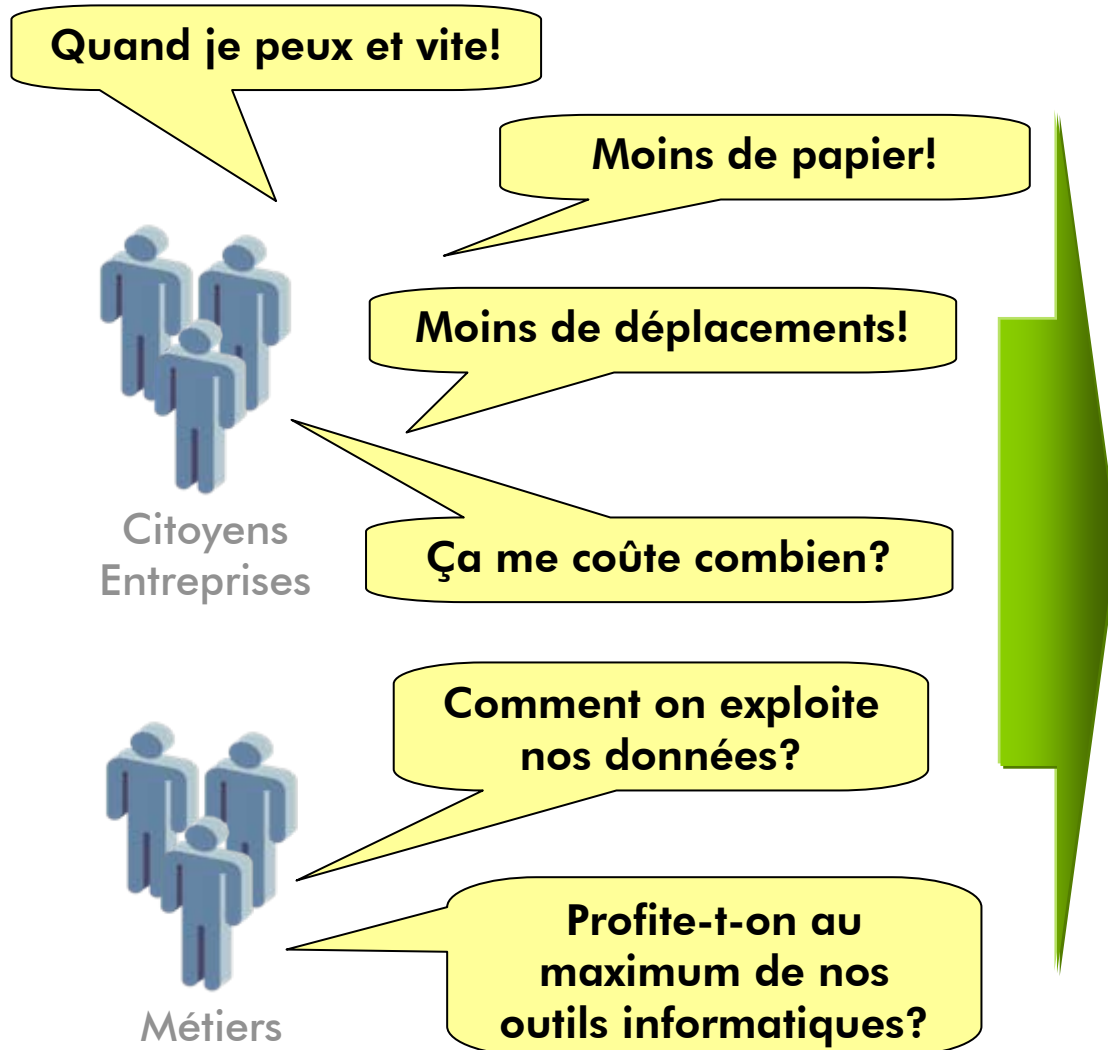 Quand je peux et vite!
Moins de papier!
Moins de déplacements!
Citoyens
Entreprises
Ça me coûte combien?
Comment on exploite
nos données?
Profite-t-on au
maximum de nos
outils informatiques?
Métiers